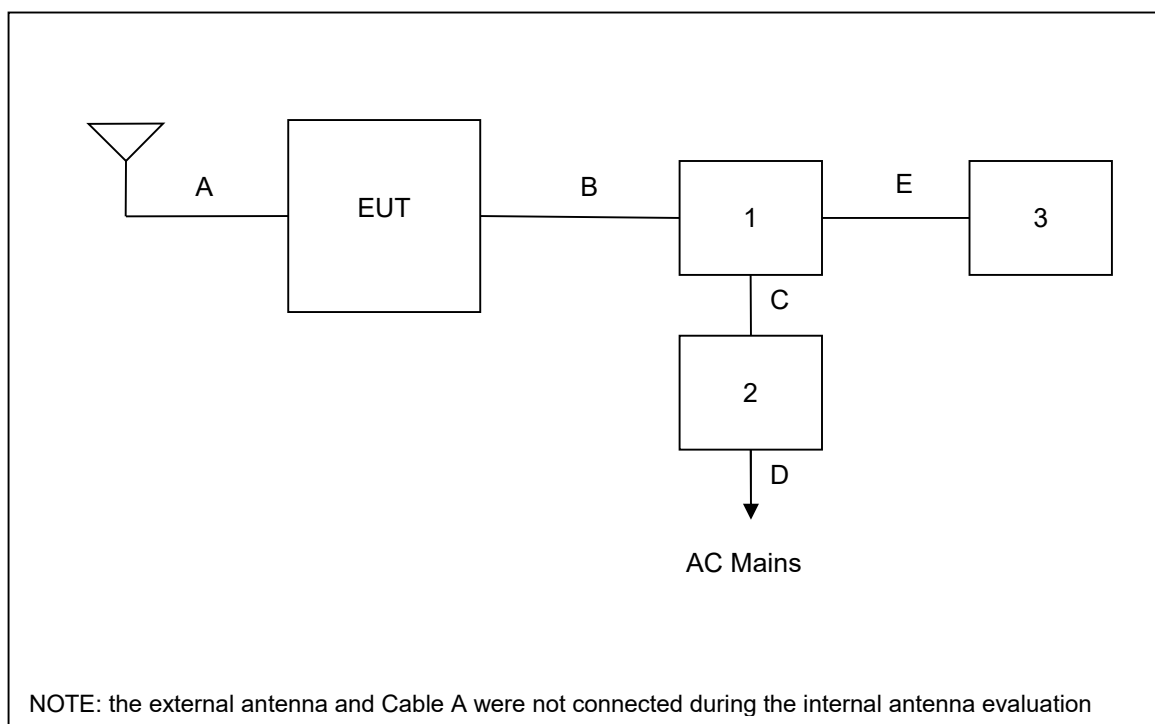 A
EUT
B
1
E
3
C
2
D
AC Mains
NOTE: the external antenna and Cable A were not connected during the internal antenna evaluation